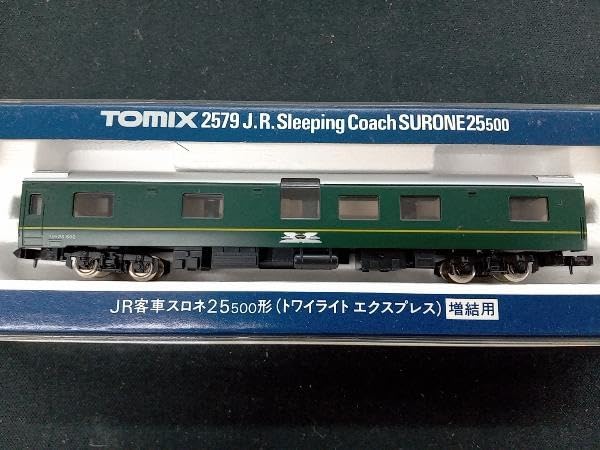 TOMIX 2579 J.R. Sleeping Coach SURONE25500
JR客車スロネ25500形(トワイライト エクスプレス) 増結用